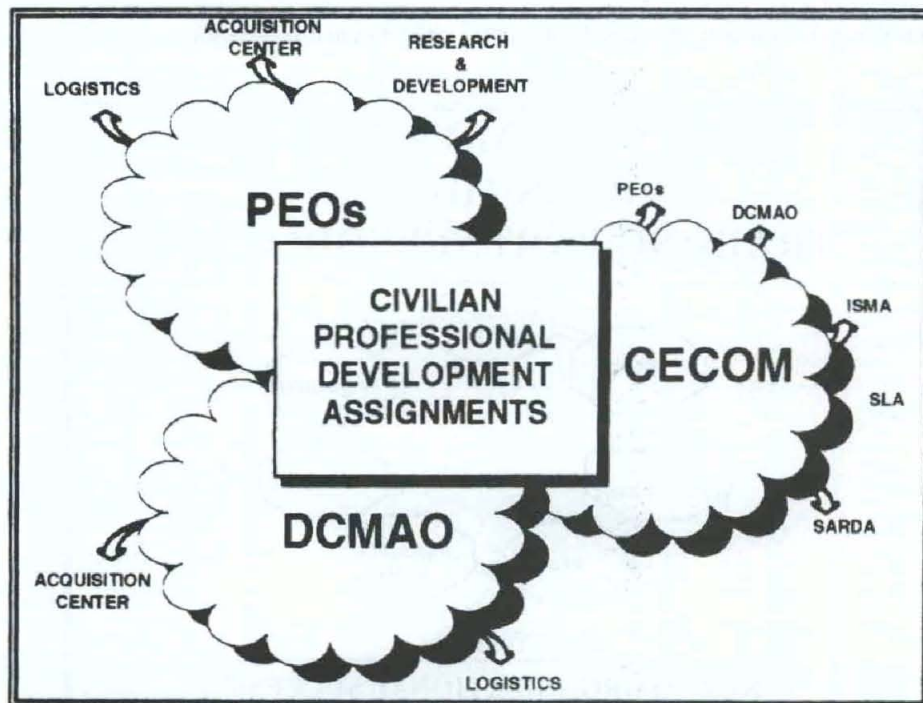 ACQUISITION
CENTER
RESEARCH
&
DEVELOPMENT
LOGISTICS
PEOs
PEOs
DCMAO
ISMA
CIVILIAN
PROFESSIONAL
DEVELOPMENT
ASSIGNMENTS
CECOM
SLA
SARDA
DCMAO
ACQUISITION
CENTER
LOGISTICS